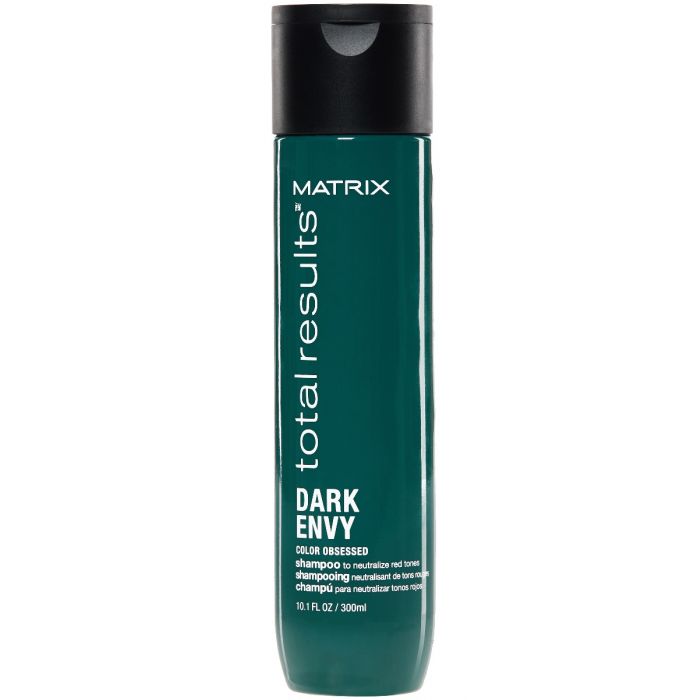 MATRIX
total results™
DARK
ENVY
COLOR OBSESSED
shampoo to neutralize red tones
shampooing neutralisant de tons rouges
champú para neutralizar tonos rojos
10.1 FL OZ / 300ml